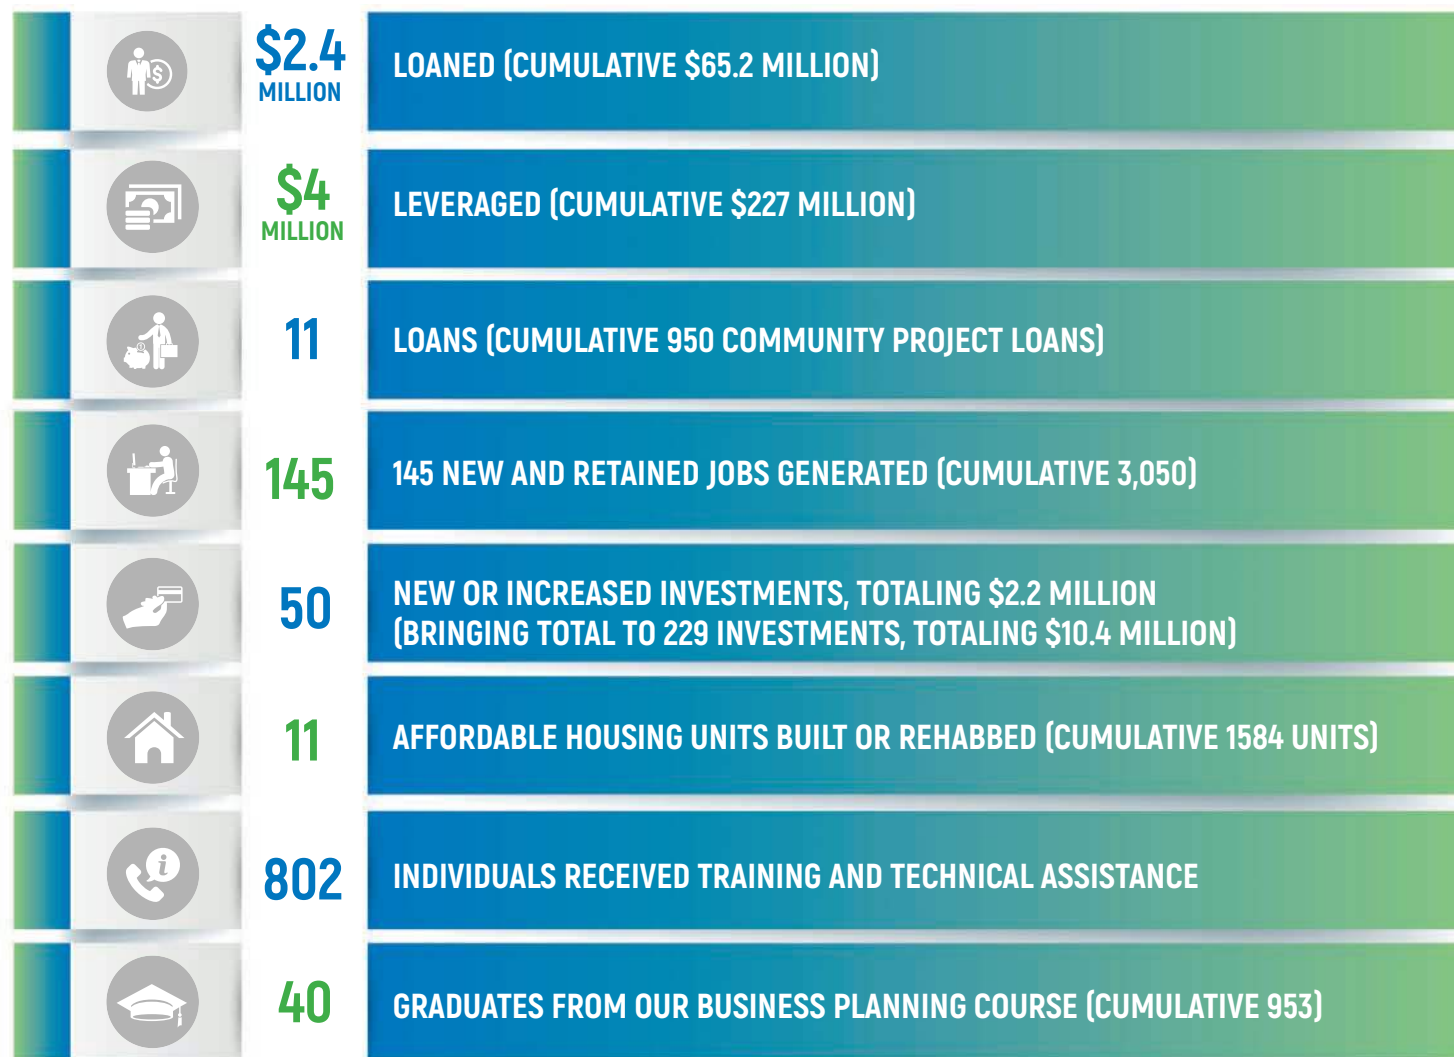 $2.4
MILLION
LOANED (CUMULATIVE $65.2 MILLION)
$4
MILLION
LEVERAGED (CUMULATIVE $227 MILLION)
11
LOANS (CUMULATIVE 950 COMMUNITY PROJECT LOANS)
145
145 NEW AND RETAINED JOBS GENERATED (CUMULATIVE 3,050)
50
NEW OR INCREASED INVESTMENTS, TOTALING $2.2 MILLION
(BRINGING TOTAL TO 229 INVESTMENTS, TOTALING $10.4 MILLION)
11
AFFORDABLE HOUSING UNITS BUILT OR REHABBED (CUMULATIVE 1584 UNITS)
802
INDIVIDUALS RECEIVED TRAINING AND TECHNICAL ASSISTANCE
40
GRADUATES FROM OUR BUSINESS PLANNING COURSE (CUMULATIVE 953)